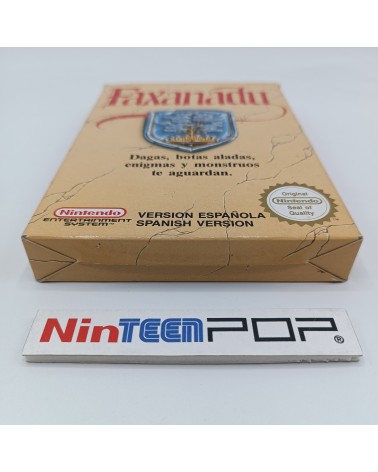 Faxanadu
Dagas, botas aladas,
enigmas y monstruos
te aguardan.
Original
Nintendo
Seal of
Quality
Nintendo
ENTERTAINMENT
SYSTEM™
VERSION ESPAÑOLA
SPANISH VERSION
NinTEENPOP®